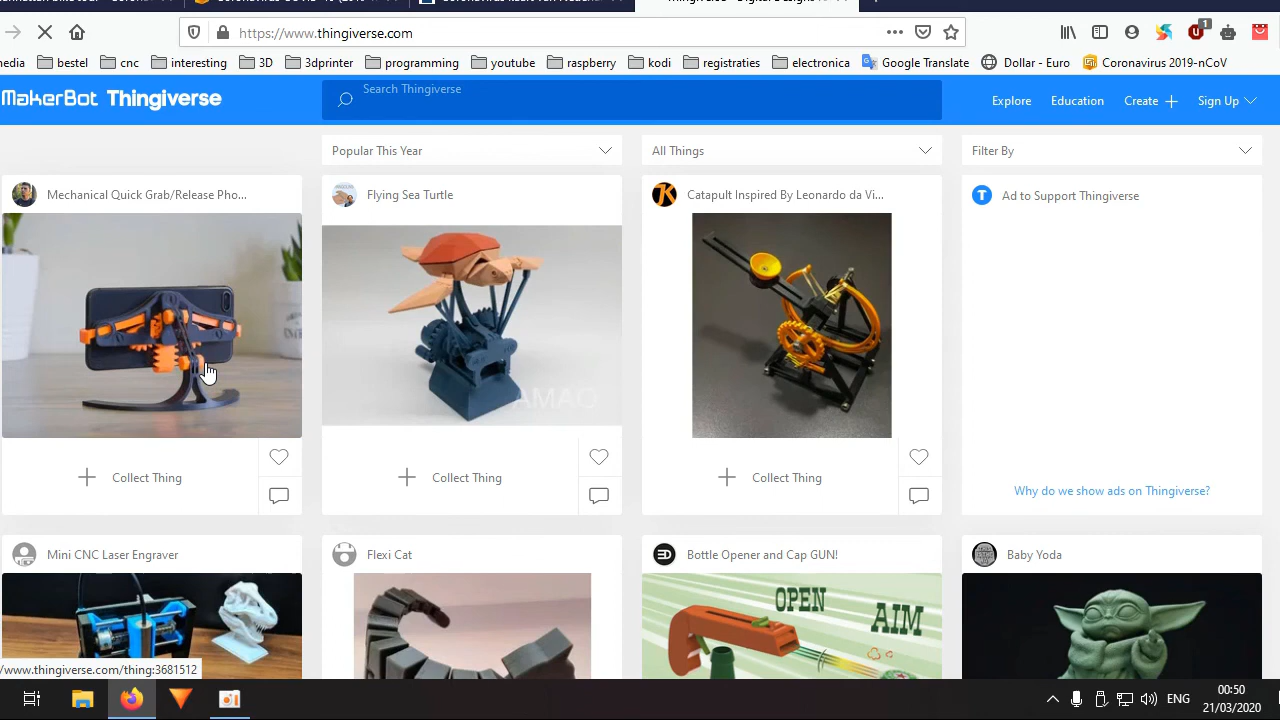 https://www.thingiverse.com
1
bestel
cnc
interesting
3D
3dprinter
programming
youtube
raspberry
kodi
registraties
electronica
Google Translate
Dollar - Euro
Coronavirus 2019-nCoV
MakerBot Thingiverse
Search Thingiverse
Explore
Education
Create
Sign Up
Popular This Year
All Things
Filter By
Mechanical Quick Grab/Release Pho...
Flying Sea Turtle
Catapult Inspired By Leonardo da Vi...
Ad to Support Thingiverse
AMAO
Collect Thing
Collect Thing
Collect Thing
Why do we show ads on Thingiverse?
Mini CNC Laser Engraver
Flexi Cat
Bottle Opener and Cap GUN!
Baby Yoda
OPEN
AIM
/www.thingiverse.com/thing:3681512
ENG
00:50
21/03/2020